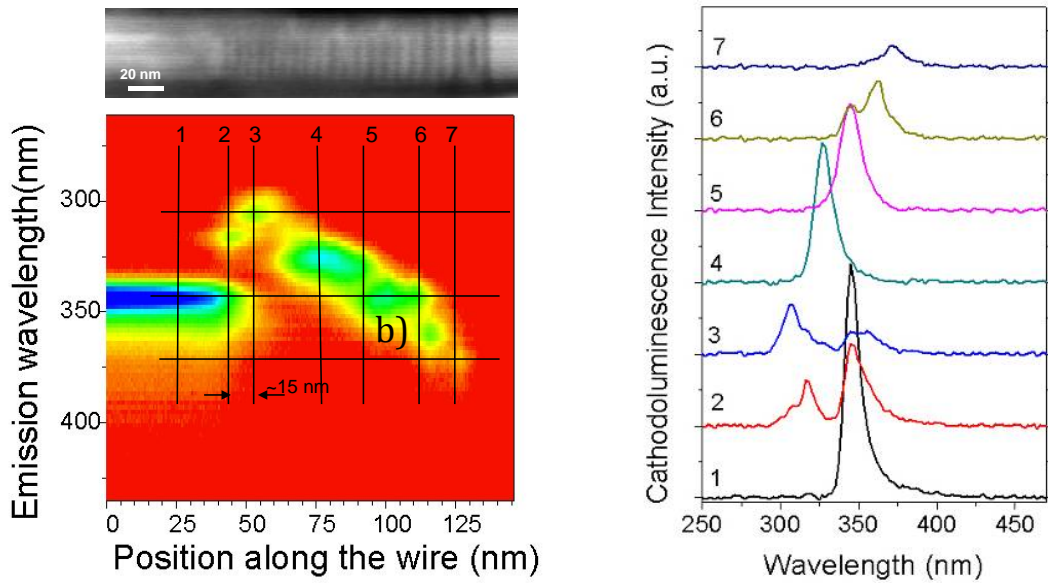 20 nm
1 2 3 4 5 6 7
300
350
400
Emission wavelength(nm)
b)
~15 nm
0 25 50 75 100 125
Position along the wire (nm)
7
6
5
4
3
2
1
Cathodoluminescence Intensity (a.u.)
250 300 350 400 450
Wavelength (nm)